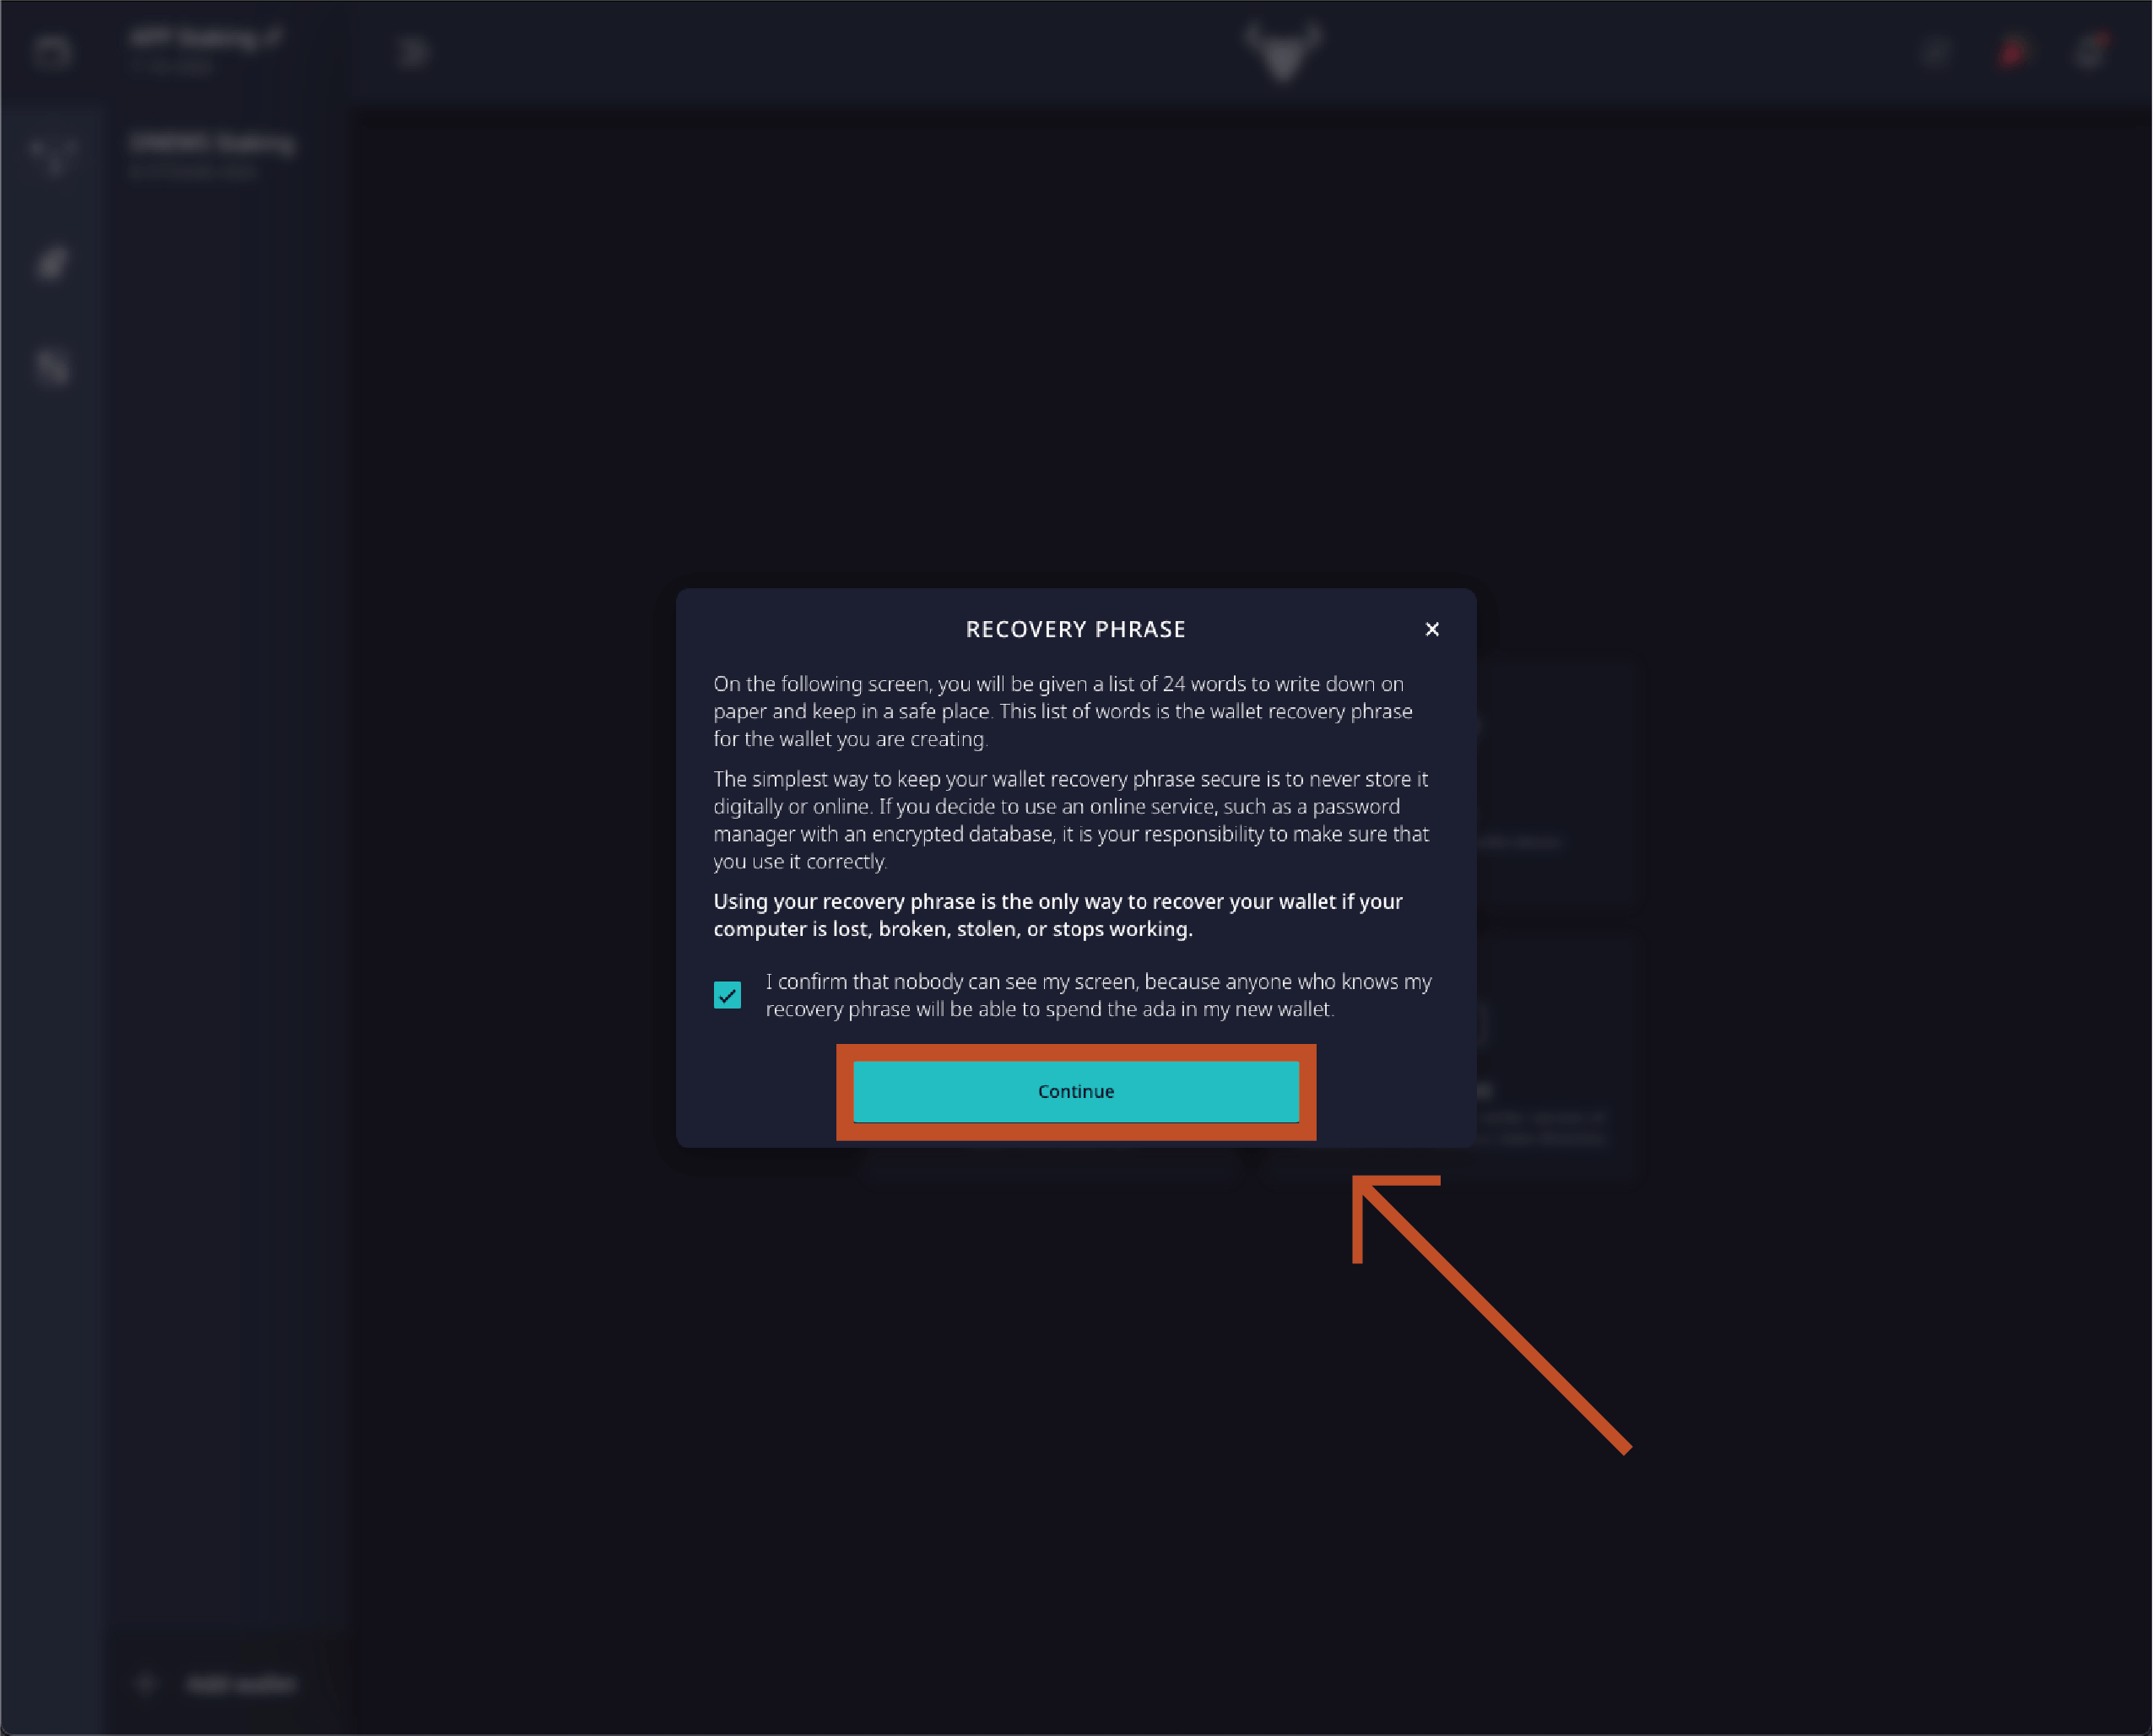 Staking
Staking
RECOVERY PHRASE
On the following screen, you will be given a list of 24 words to write down on
paper and keep in a safe place. This list of words is the wallet recovery phrase
for the wallet you are creating.
The simplest way to keep your wallet recovery phrase secure is to never store it
digitally or online. If you decide to use an online service, such as a password
manager with an encrypted database, it is your responsibility to make sure that
you use it correctly.
Using your recovery phrase is the only way to recover your wallet if your
computer is lost, broken, stolen, or stops working.
I confirm that nobody can see my screen, because anyone who knows my
recovery phrase will be able to spend the ada in my new wallet.
Continue
Add wallet